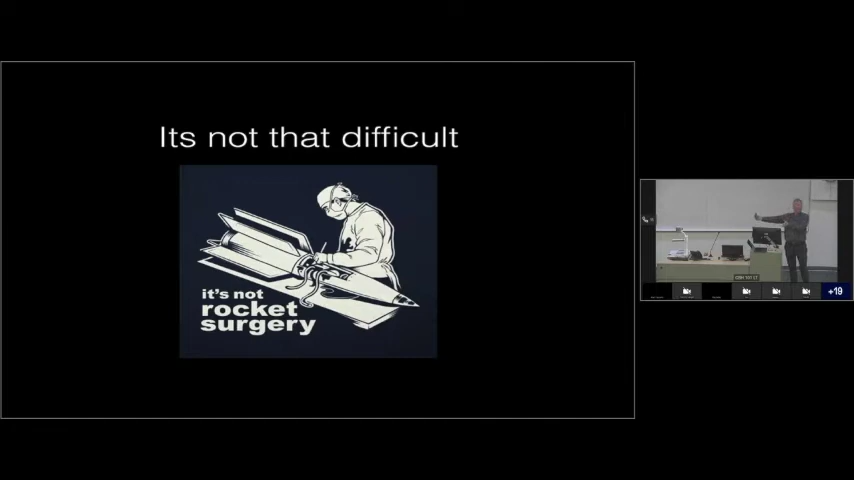 Its not that difficult
it's not
rocket
surgery
+19